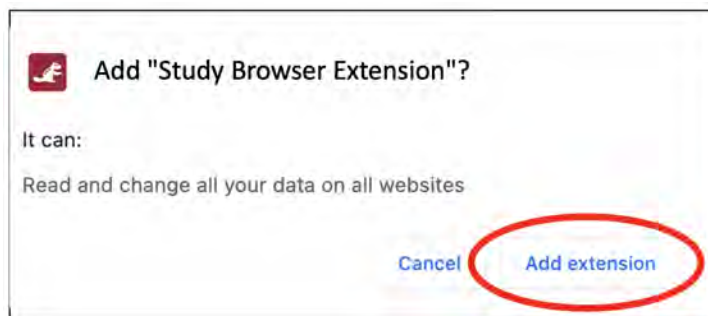 Add "Study Browser Extension"?
It can:
Read and change all your data on all websites
Cancel Add extension